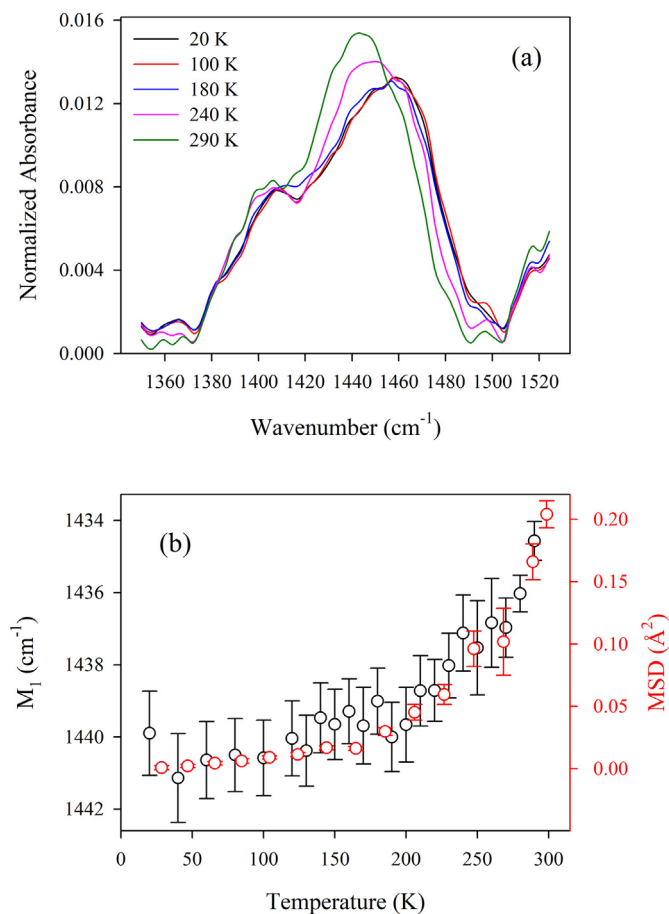 0.016
0.012
0.008
0.004
0.000
Normalized Absorbance
20 K
100 K
180 K
240 K
290 K
(a)
1360 1380 1400 1420 1440 1460 1480 1500 1520
Wavenumber (cm⁻¹)
1434
1436
1438
1440
1442
M₁ (cm⁻¹)
(b)
0.20
0.15
0.10
0.05
0.00
MSD (Å²)
0 50 100 150 200 250 300
Temperature (K)